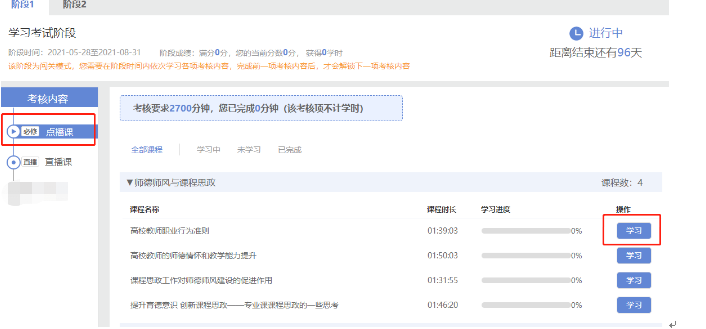 阶段1 阶段2
学习考试阶段
进行中
阶段时间：2021-05-28至2021-08-31 阶段成绩：满分0分，您的当前分数0分， 获得0学时
距离结束还有96天
该阶段为闯关模式，您需要在阶段时间内依次学习各项考核内容，完成前一项考核内容后，才会解锁下一项考核内容
考核内容
考核要求2700分钟，您已完成0分钟（该考核项不计学时）
必修 点播课
全部课程 学习中 未学习 已完成
直播 直播课
▼师德师风与课程思政 课程数：4
课程名称 课程时长 学习进度 操作
高校教师职业行为准则 01:39:03 0% 学习
高校教师的师德情怀和教学能力提升 01:50:03 0% 学习
课程思政工作对师德师风建设的促进作用 01:31:55 0% 学习
提升育德意识 创新课程思政——专业课课程思政的一些思考 01:46:20 0% 学习